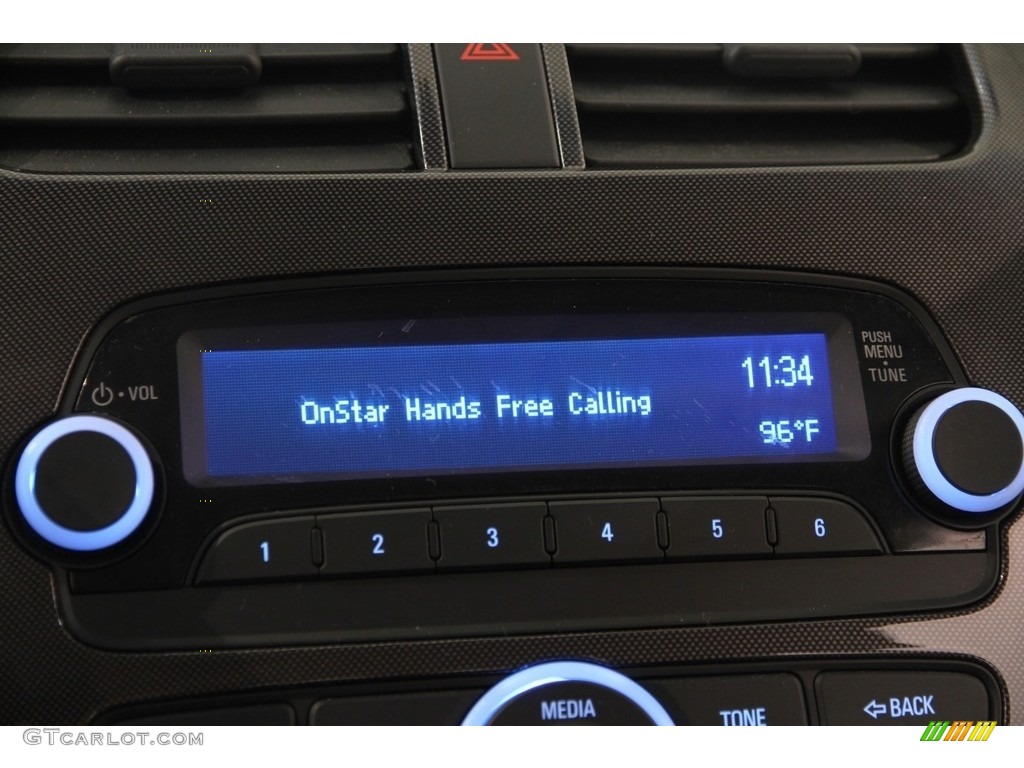 PUSH
MENU
TUNE
VOL
OnStar Hands Free Calling
11:34
96°F
1 2 3 4 5 6
MEDIA
TONE
BACK
GTcarlot.com